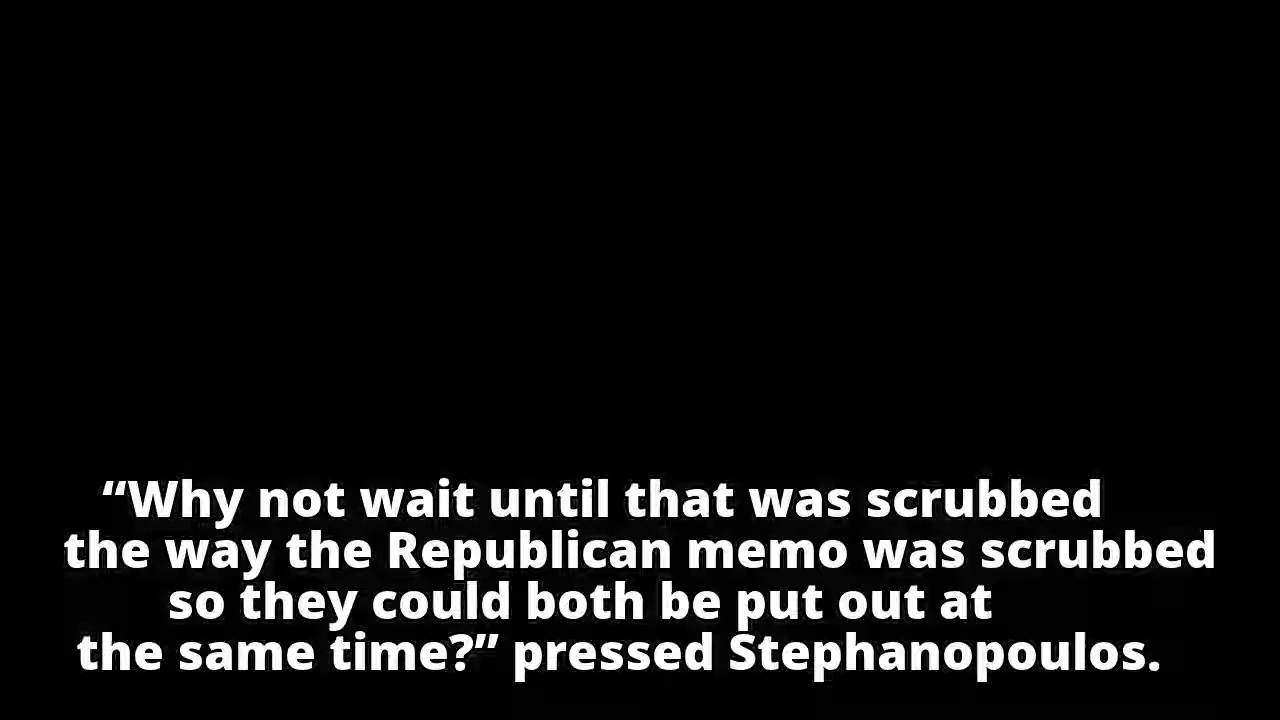 “Why not wait until that was scrubbed
the way the Republican memo was scrubbed
so they could both be put out at
the same time?” pressed Stephanopoulos.